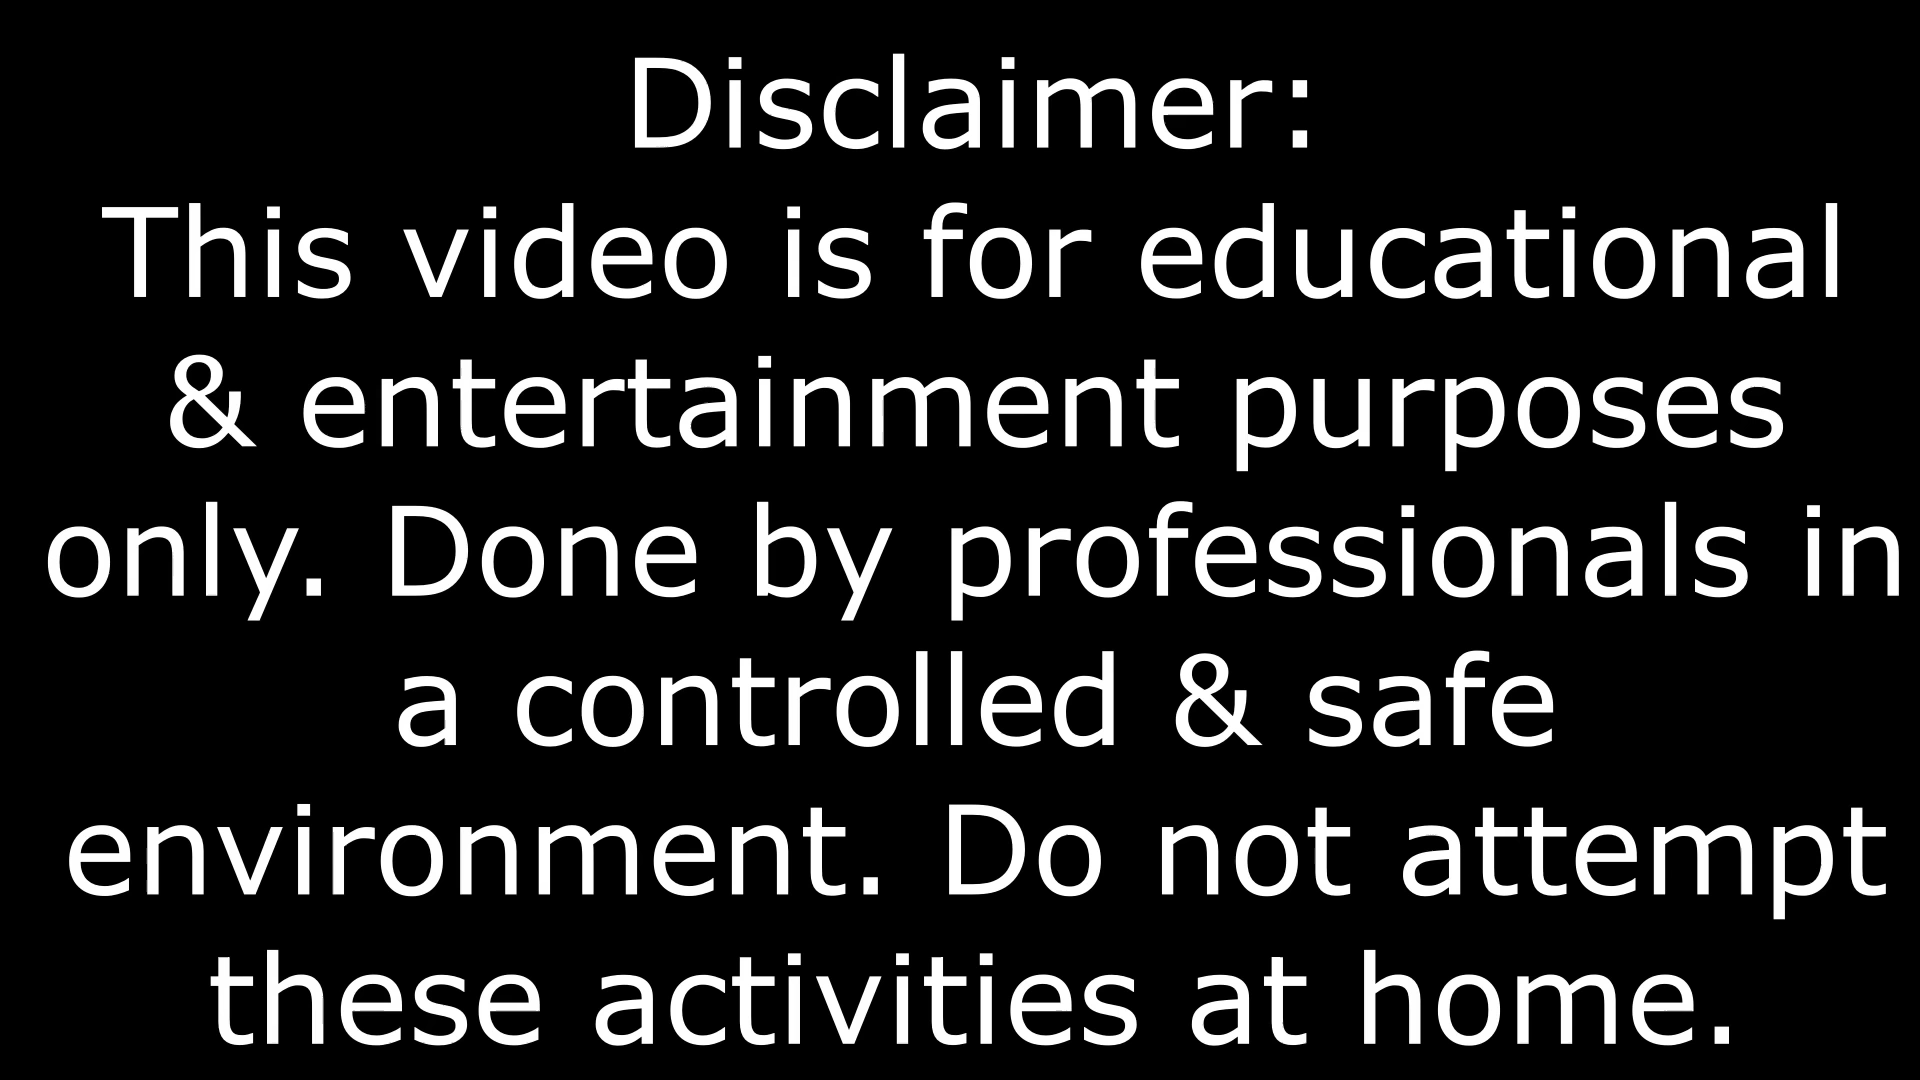 Disclaimer:
This video is for educational
& entertainment purposes
only. Done by professionals in
a controlled & safe
environment. Do not attempt
these activities at home.